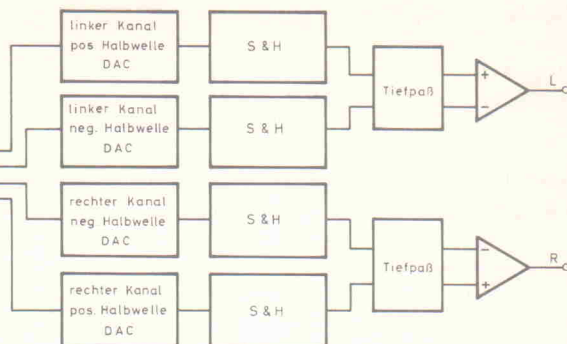 linker Kanal
pos Halbwelle
DAC
S & H
Tiefpaß
+
−
L
linker Kanal
neg. Halbwelle
DAC
S & H
rechter Kanal
neg Halbwelle
DAC
S & H
Tiefpaß
−
+
R
rechter Kanal
pos. Halbwelle
DAC
S & H